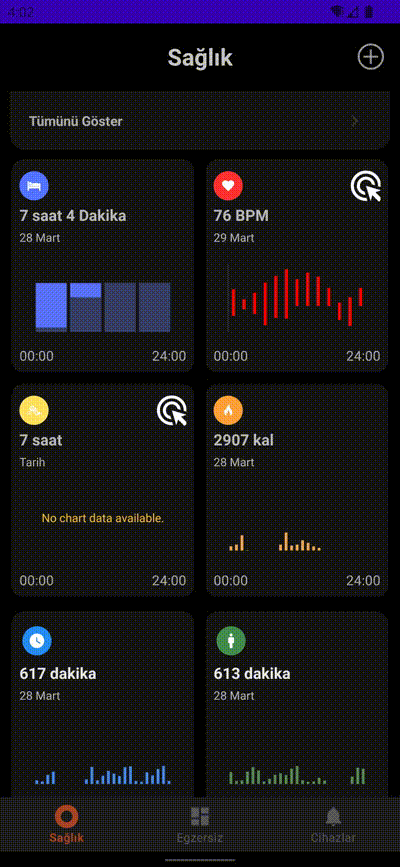 4:02
Sağlık
Tümünü Göster
7 saat 4 Dakika
28 Mart
00:00 24:00
76 BPM
29 Mart
00:00 24:00
7 saat
Tarih
No chart data available.
00:00 24:00
2907 kal
28 Mart
00:00 24:00
617 dakika
28 Mart
613 dakika
28 Mart
Sağlık
Egzersiz
Cihazlar